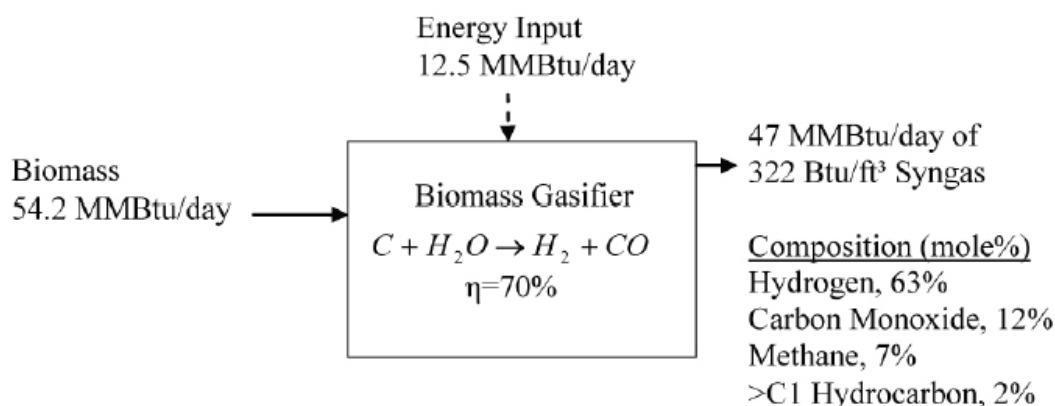 Energy Input
12.5 MMBtu/day
Biomass
54.2 MMBtu/day
Biomass Gasifier
C + H₂O → H₂ + CO
η=70%
47 MMBtu/day of
322 Btu/ft³ Syngas
Composition (mole%)
Hydrogen, 63%
Carbon Monoxide, 12%
Methane, 7%
>C1 Hydrocarbon, 2%